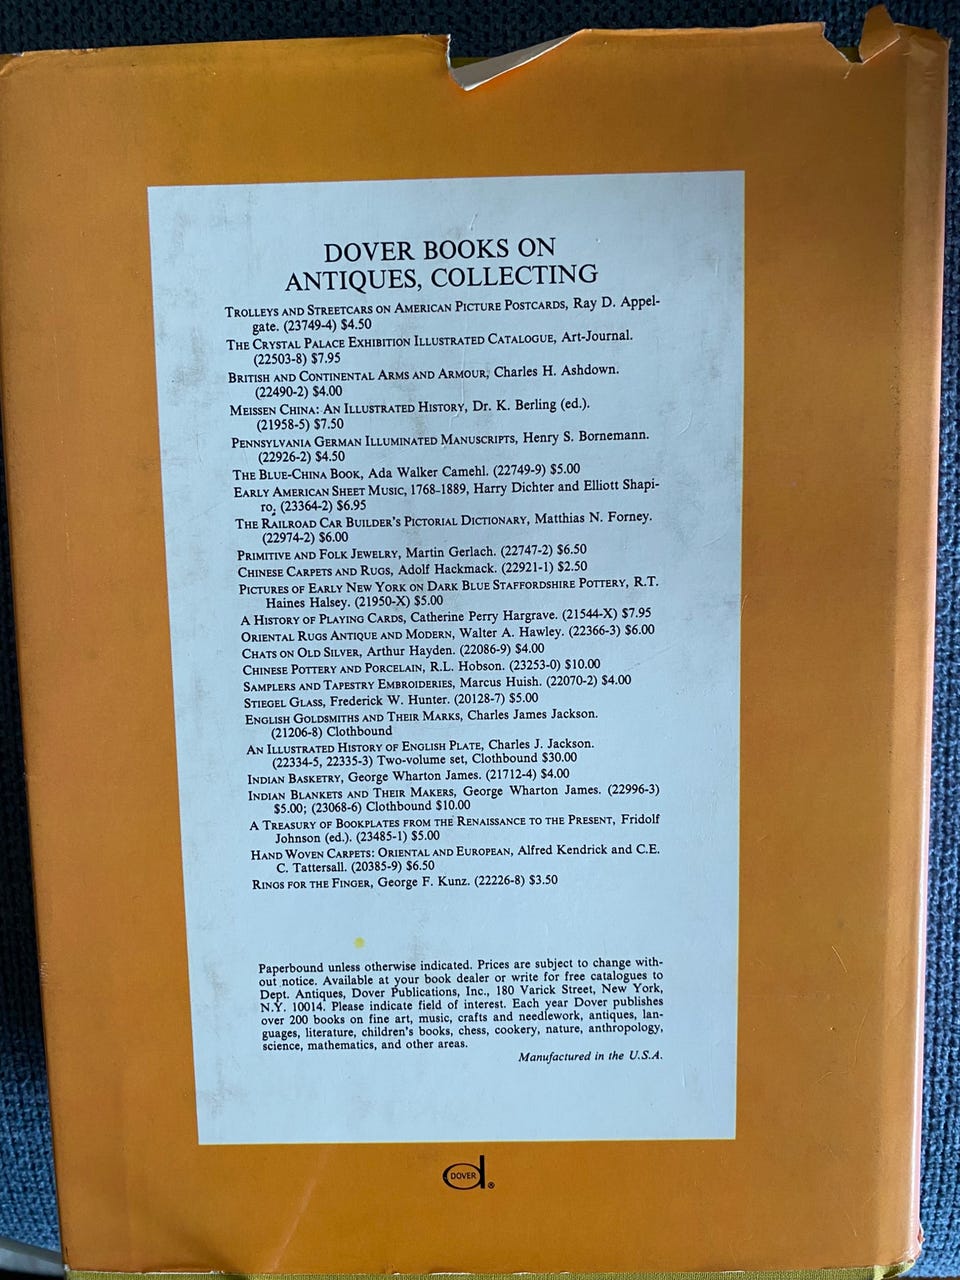 DOVER BOOKS ON
ANTIQUES, COLLECTING
TROLLEYS AND STREETCARS ON AMERICAN PICTURE POSTCARDS, Ray D. Appel-
gate. (23749-4) $4.50
THE CRYSTAL PALACE EXHIBITION ILLUSTRATED CATALOGUE, Art-Journal.
(22503-8) $7.95
BRITISH AND CONTINENTAL ARMS AND ARMOUR, Charles H. Ashdown.
(22490-2) $4.00
MEISSEN CHINA: AN ILLUSTRATED HISTORY, Dr. K. Berling (ed.).
(21958-5) $7.50
PENNSYLVANIA GERMAN ILLUMINATED MANUSCRIPTS, Henry S. Bornemann.
(22926-2) $4.50
THE BLUE-CHINA BOOK, Ada Walker Camehl. (22749-9) $5.00
EARLY AMERICAN SHEET MUSIC, 1768-1889, Harry Dichter and Elliott Shapi-
ro. (23364-2) $6.95
THE RAILROAD CAR BUILDER'S PICTORIAL DICTIONARY, Matthias N. Forney.
(22974-2) $6.00
PRIMITIVE AND FOLK JEWELRY, Martin Gerlach. (22747-2) $6.50
CHINESE CARPETS AND RUGS, Adolf Hackmack. (22921-1) $2.50
PICTURES OF EARLY NEW YORK ON DARK BLUE STAFFORDSHIRE POTTERY, R.T.
Haines Halsey. (21950-X) $5.00
A HISTORY OF PLAYING CARDS, Catherine Perry Hargrave. (21544-X) $7.95
ORIENTAL RUGS ANTIQUE AND MODERN, Walter A. Hawley. (22366-3) $6.00
CHATS ON OLD SILVER, Arthur Hayden. (22086-9) $4.00
CHINESE POTTERY AND PORCELAIN, R.L. Hobson. (23253-0) $10.00
SAMPLERS AND TAPESTRY EMBROIDERIES, Marcus Huish. (22070-2) $4.00
STIEGEL GLASS, Frederick W. Hunter. (20128-7) $5.00
ENGLISH GOLDSMITHS AND THEIR MARKS, Charles James Jackson.
(21206-8) Clothbound
AN ILLUSTRATED HISTORY OF ENGLISH PLATE, Charles J. Jackson.
(22334-5, 22335-3) Two-volume set, Clothbound $30.00
INDIAN BASKETRY, George Wharton James. (21712-4) $4.00
INDIAN BLANKETS AND THEIR MAKERS, George Wharton James. (22996-3)
$5.00; (23068-6) Clothbound $10.00
A TREASURY OF BOOKPLATES FROM THE RENAISSANCE TO THE PRESENT, Fridolf
Johnson (ed.). (23485-1) $5.00
HAND WOVEN CARPETS: ORIENTAL AND EUROPEAN, Alfred Kendrick and C.E.
C. Tattersall. (20385-9) $6.50
RINGS FOR THE FINGER, George F. Kunz. (22226-8) $3.50
Paperbound unless otherwise indicated. Prices are subject to change with-
out notice. Available at your book dealer or write for free catalogues to
Dept. Antiques, Dover Publications, Inc., 180 Varick Street, New York,
N.Y. 10014. Please indicate field of interest. Each year Dover publishes
over 200 books on fine art, music, crafts and needlework, antiques, lan-
guages, literature, children's books, chess, cookery, nature, anthropology,
science, mathematics, and other areas.
Manufactured in the U.S.A.
DOVER ®